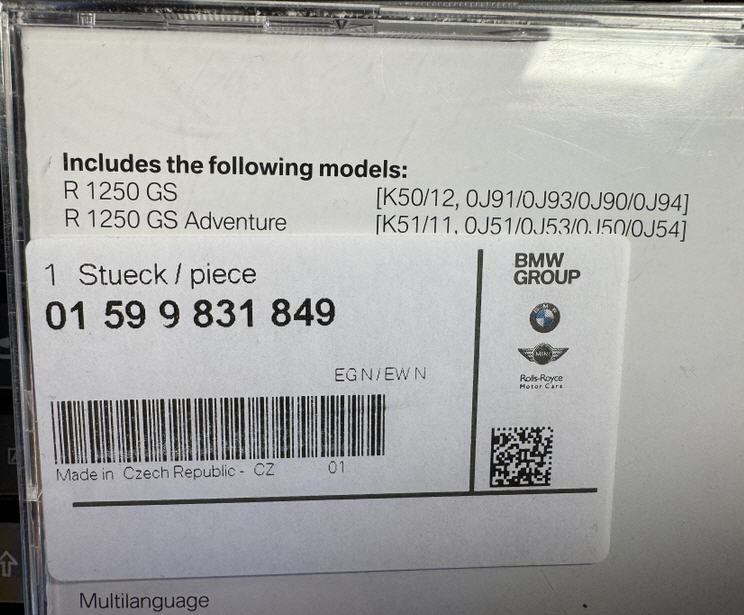 Includes the following models:
R 1250 GS [K50/12, 0J91/0J93/0J90/0J94]
R 1250 GS Adventure [K51/11, 0J51/0J53/0J50/0J54]
1 Stueck / piece
01 59 9 831 849
EGN/EWN
Made in Czech Republic - CZ 01
BMW
GROUP
BMW
MINI
Rolls-Royce
Motor Cars
Multilanguage